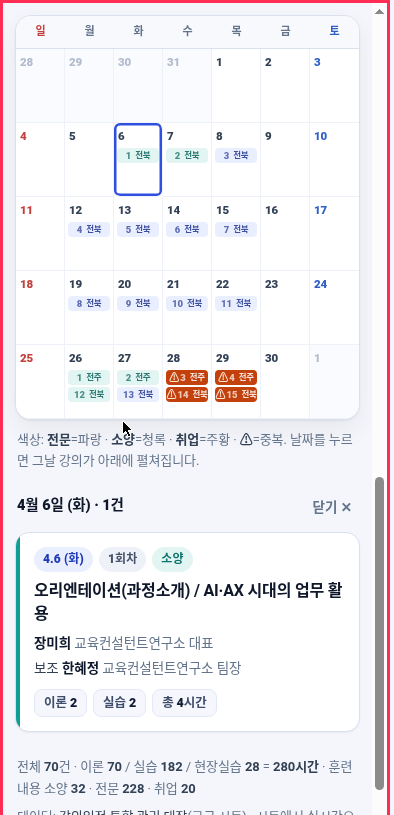 일 월 화 수 목 금 토
28 29 30 31 1 2 3
4 5 6 7 8 9 10
1 전북 2 전북 3 전북
11 12 13 14 15 16 17
4 전북 5 전북 6 전북 7 전북
18 19 20 21 22 23 24
8 전북 9 전북 10 전북 11 전북
25 26 27 28 29 30 1
1 전주 2 전주 ⚠3 전주 ⚠4 전주
12 전북 13 전북 ⚠14 전북 ⚠15 전북
색상: 전문=파랑 · 소양=청록 · 취업=주황 · ⚠=중복. 날짜를 누르
면 그날 강의가 아래에 펼쳐집니다.
4월 6일 (화) · 1건 닫기 ×
4.6 (화) 1회차 소양
오리엔테이션(과정소개) / AI·AX 시대의 업무 활
용
장미희 교육컨설턴트연구소 대표
보조 한혜정 교육컨설턴트연구소 팀장
이론 2 실습 2 총 4시간
전체 70건 · 이론 70 / 실습 182 / 현장실습 28 = 280시간 · 훈련
내용 소양 32 · 전문 228 · 취업 20